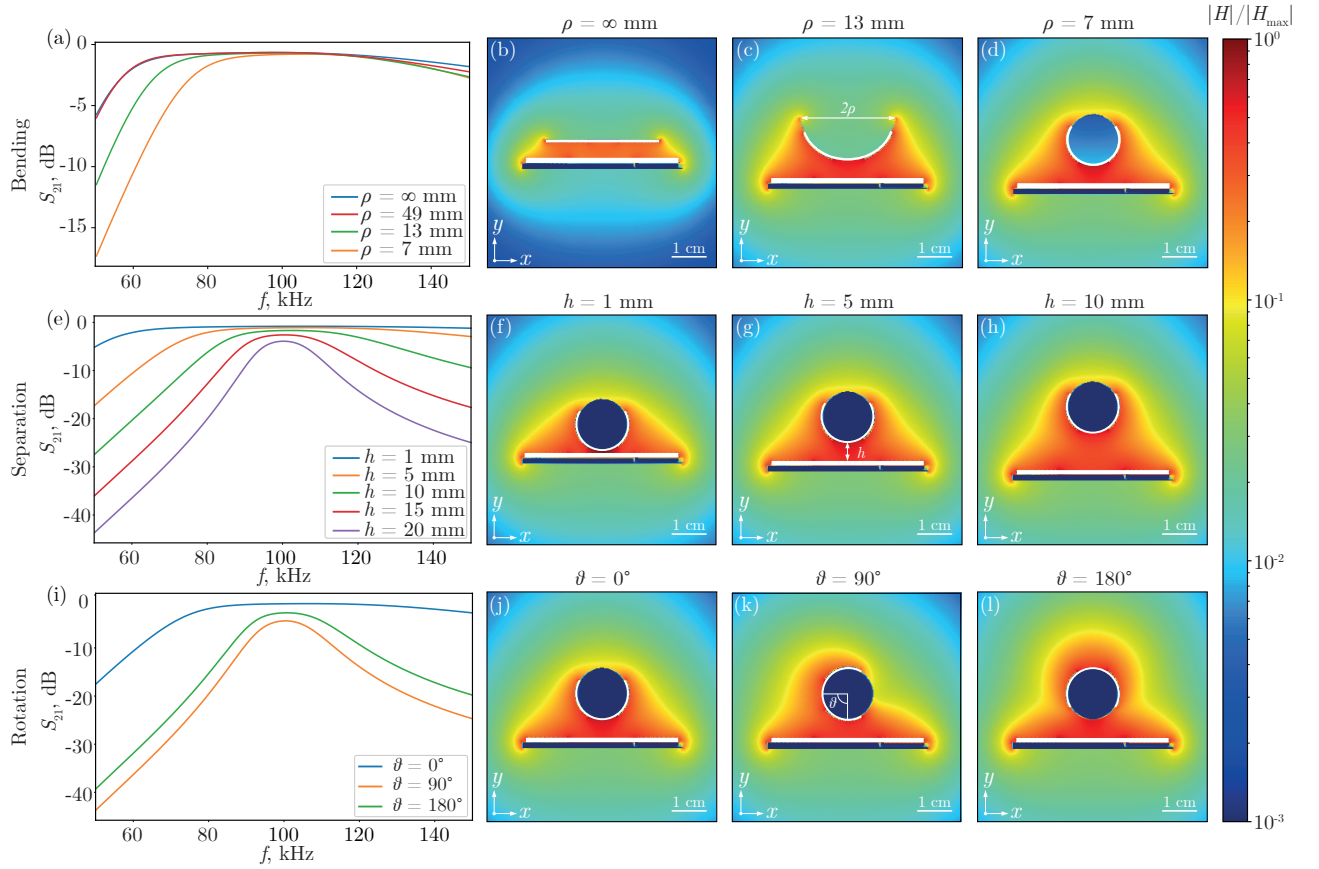 ρ = ∞ mm
ρ = 13 mm
ρ = 7 mm
|H|/|H_max|
Bending
(a)
S₂₁, dB
0
−5
−10
−15
60
80
100
120
140
f, kHz
ρ = ∞ mm
ρ = 49 mm
ρ = 13 mm
ρ = 7 mm
(b)
y
x
1 cm
(c)
2ρ
y
x
1 cm
(d)
y
x
1 cm
10⁰
10⁻¹
10⁻²
10⁻³
h = 1 mm
h = 5 mm
h = 10 mm
Separation
(e)
S₂₁, dB
0
-10
-20
-30
-40
60
80
100
120
140
f, kHz
h = 1 mm
h = 5 mm
h = 10 mm
h = 15 mm
h = 20 mm
(f)
y
x
1 cm
(g)
h
y
x
1 cm
(h)
y
x
1 cm
ϑ = 0°
ϑ = 90°
ϑ = 180°
Rotation
(i)
S₂₁, dB
0
-10
-20
-30
-40
60
80
100
120
140
f, kHz
ϑ = 0°
ϑ = 90°
ϑ = 180°
(j)
y
x
1 cm
(k)
ϑ
y
x
1 cm
(l)
y
x
1 cm